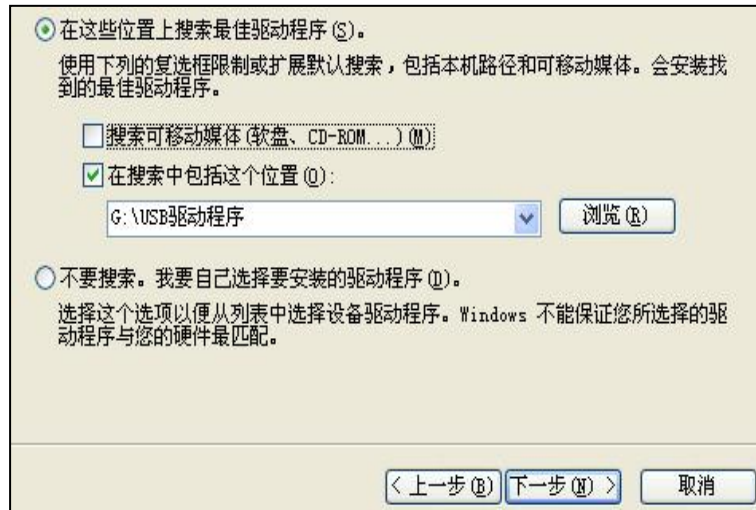 在这些位置上搜索最佳驱动程序(S)。
使用下列的复选框限制或扩展默认搜索，包括本机路径和可移动媒体。会安装找
到的最佳驱动程序。
搜索可移动媒体(软盘、CD-ROM...)(M)
在搜索中包括这个位置(O):
G:\USB驱动程序
浏览(R)
不要搜索。我要自己选择要安装的驱动程序(D)。
选择这个选项以便从列表中选择设备驱动程序。Windows 不能保证您所选择的驱
动程序与您的硬件最匹配。
< 上一步(B) 下一步(N) > 取消